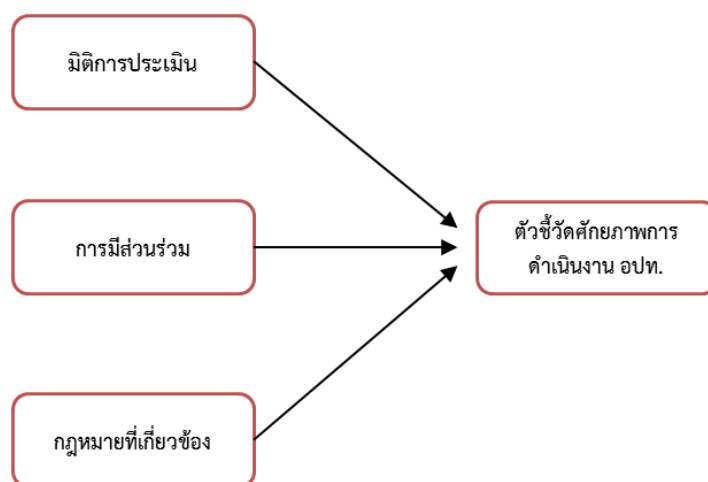 มิติการประเมิน
การมีส่วนร่วม
ตัวชี้วัดศักยภาพการ
ดำเนินงาน อปท.
กฎหมายที่เกี่ยวข้อง